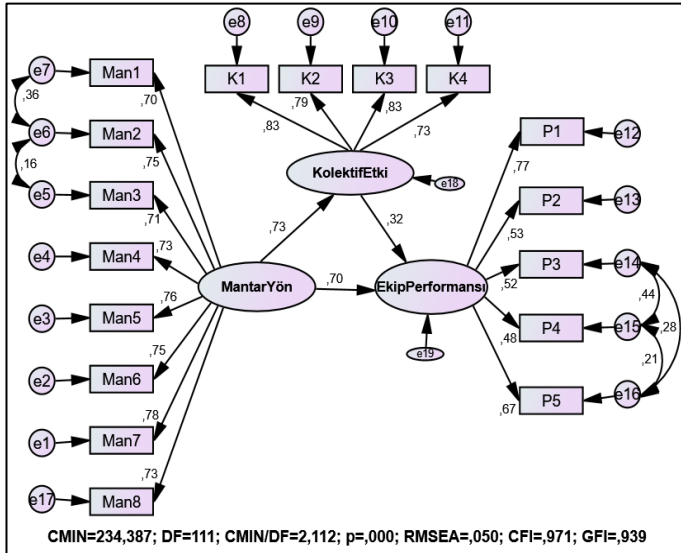 e8
e9
e10
e11
K1
K2
K3
K4
,83
,79
,83
,73
e7
Man1
,70
,36
e6
Man2
,75
,16
e5
Man3
,71
e4
Man4
,73
e3
Man5
,76
e2
Man6
,75
e1
Man7
,78
e17
Man8
,73
KolektifEtki
e18
,73
,32
MantarYön
,70
EkipPerformansı
e19
P1
e12
,77
P2
e13
,53
P3
e14
,52
,44
P4
e15
,48
,28
,21
P5
e16
,67
CMIN=234,387; DF=111; CMIN/DF=2,112; p=,000; RMSEA=,050; CFI=,971; GFI=,939